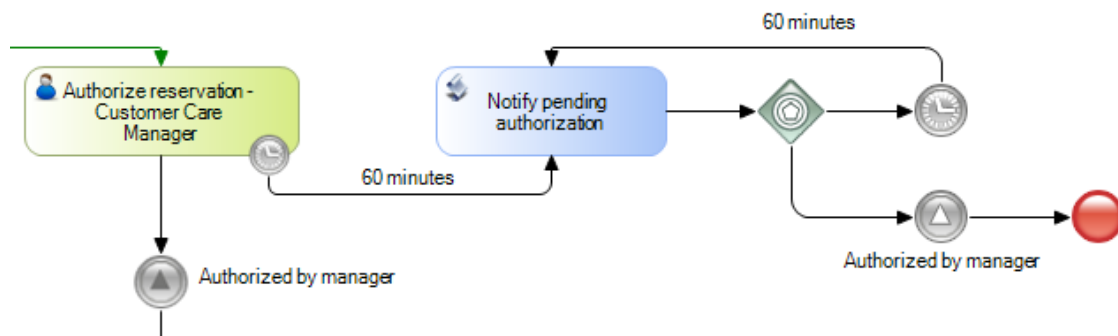 60 minutes
Authorize reservation -
Customer Care
Manager
Notify pending
authorization
60 minutes
Authorized by manager
Authorized by manager